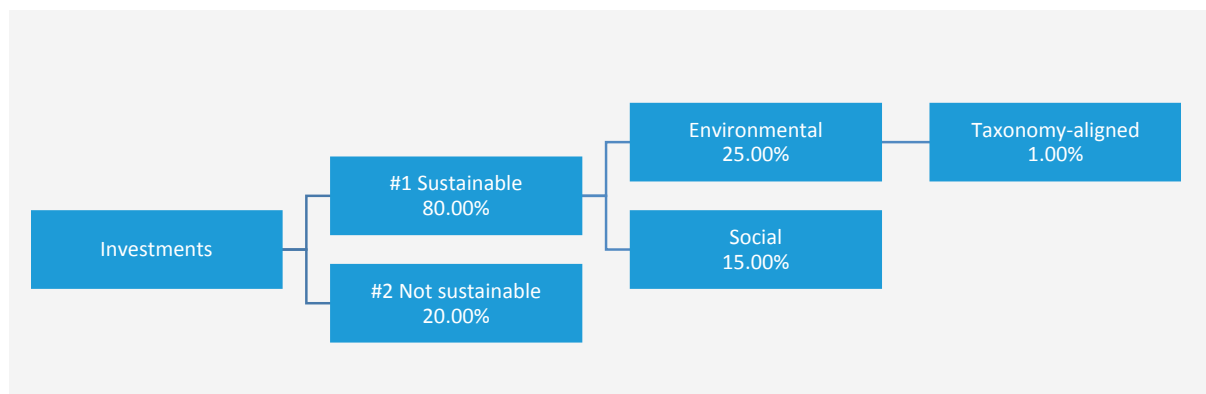 Environmental
25.00%
Taxonomy-aligned
1.00%
#1 Sustainable
80.00%
Investments
Social
15.00%
#2 Not sustainable
20.00%